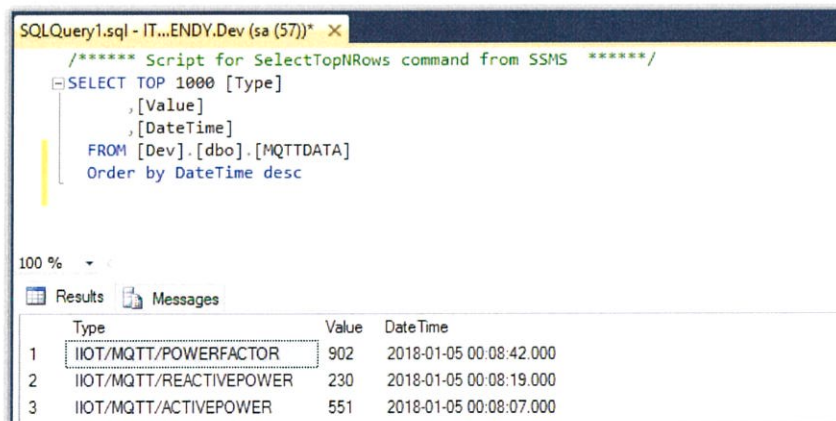 SQLQuery1.sql - IT...ENDY.Dev (sa (57))* ×
/****** Script for SelectTopNRows command from SSMS ******/
SELECT TOP 1000 [Type]
,[Value]
,[DateTime]
FROM [Dev].[dbo].[MQTTDATA]
Order by DateTime desc
100 %
Results Messages
Type Value DateTime
1 IIOT/MQTT/POWERFACTOR 902 2018-01-05 00:08:42.000
2 IIOT/MQTT/REACTIVEPOWER 230 2018-01-05 00:08:19.000
3 IIOT/MQTT/ACTIVEPOWER 551 2018-01-05 00:08:07.000